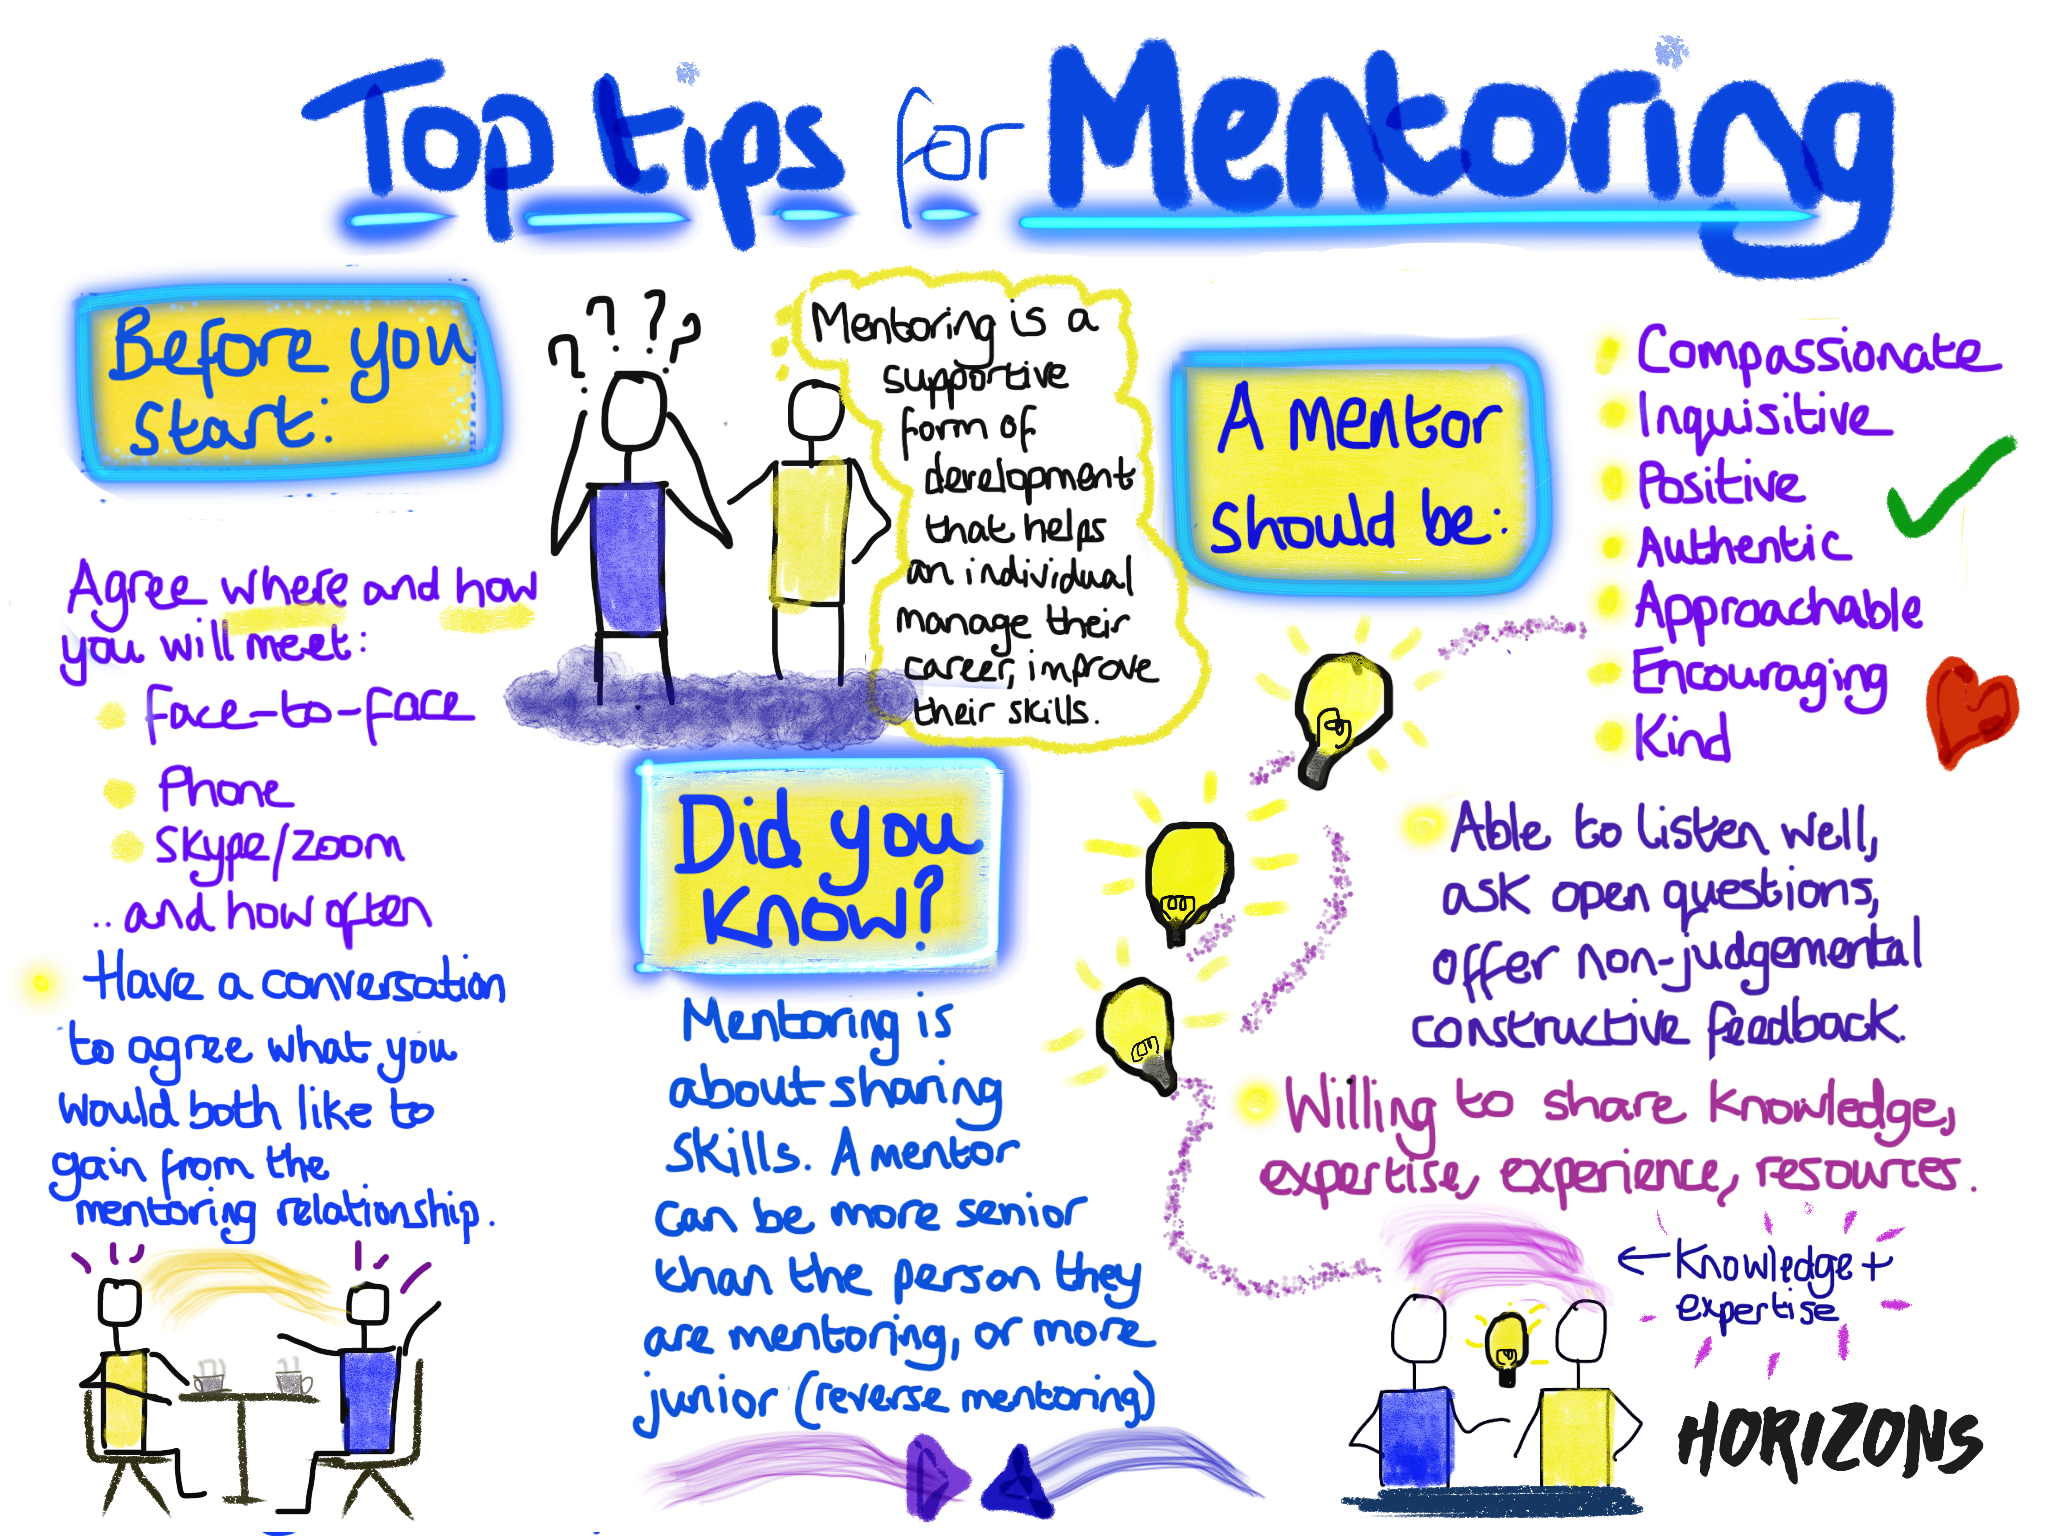 Top tips for Mentoring
Before you
start:
Agree where and how
you will meet:
Face-to-face
Phone
Skype/Zoom
..and how often
Have a conversation
to agree what you
would both like to
gain from the
mentoring relationship.
? ? ? ?
Mentoring is a
supportive
form of
development
that helps
an individual
manage their
career, improve
their skills.
Did you
know?
Mentoring is
about sharing
skills. A mentor
can be more senior
than the person they
are mentoring, or more
junior (reverse mentoring)
A mentor
should be:
Compassionate
Inquisitive
Positive
Authentic
Approachable
Encouraging
Kind
Able to listen well,
ask open questions,
offer non-judgemental
constructive feedback.
Willing to share knowledge,
expertise, experience, resources.
Knowledge +
expertise
HORIZONS